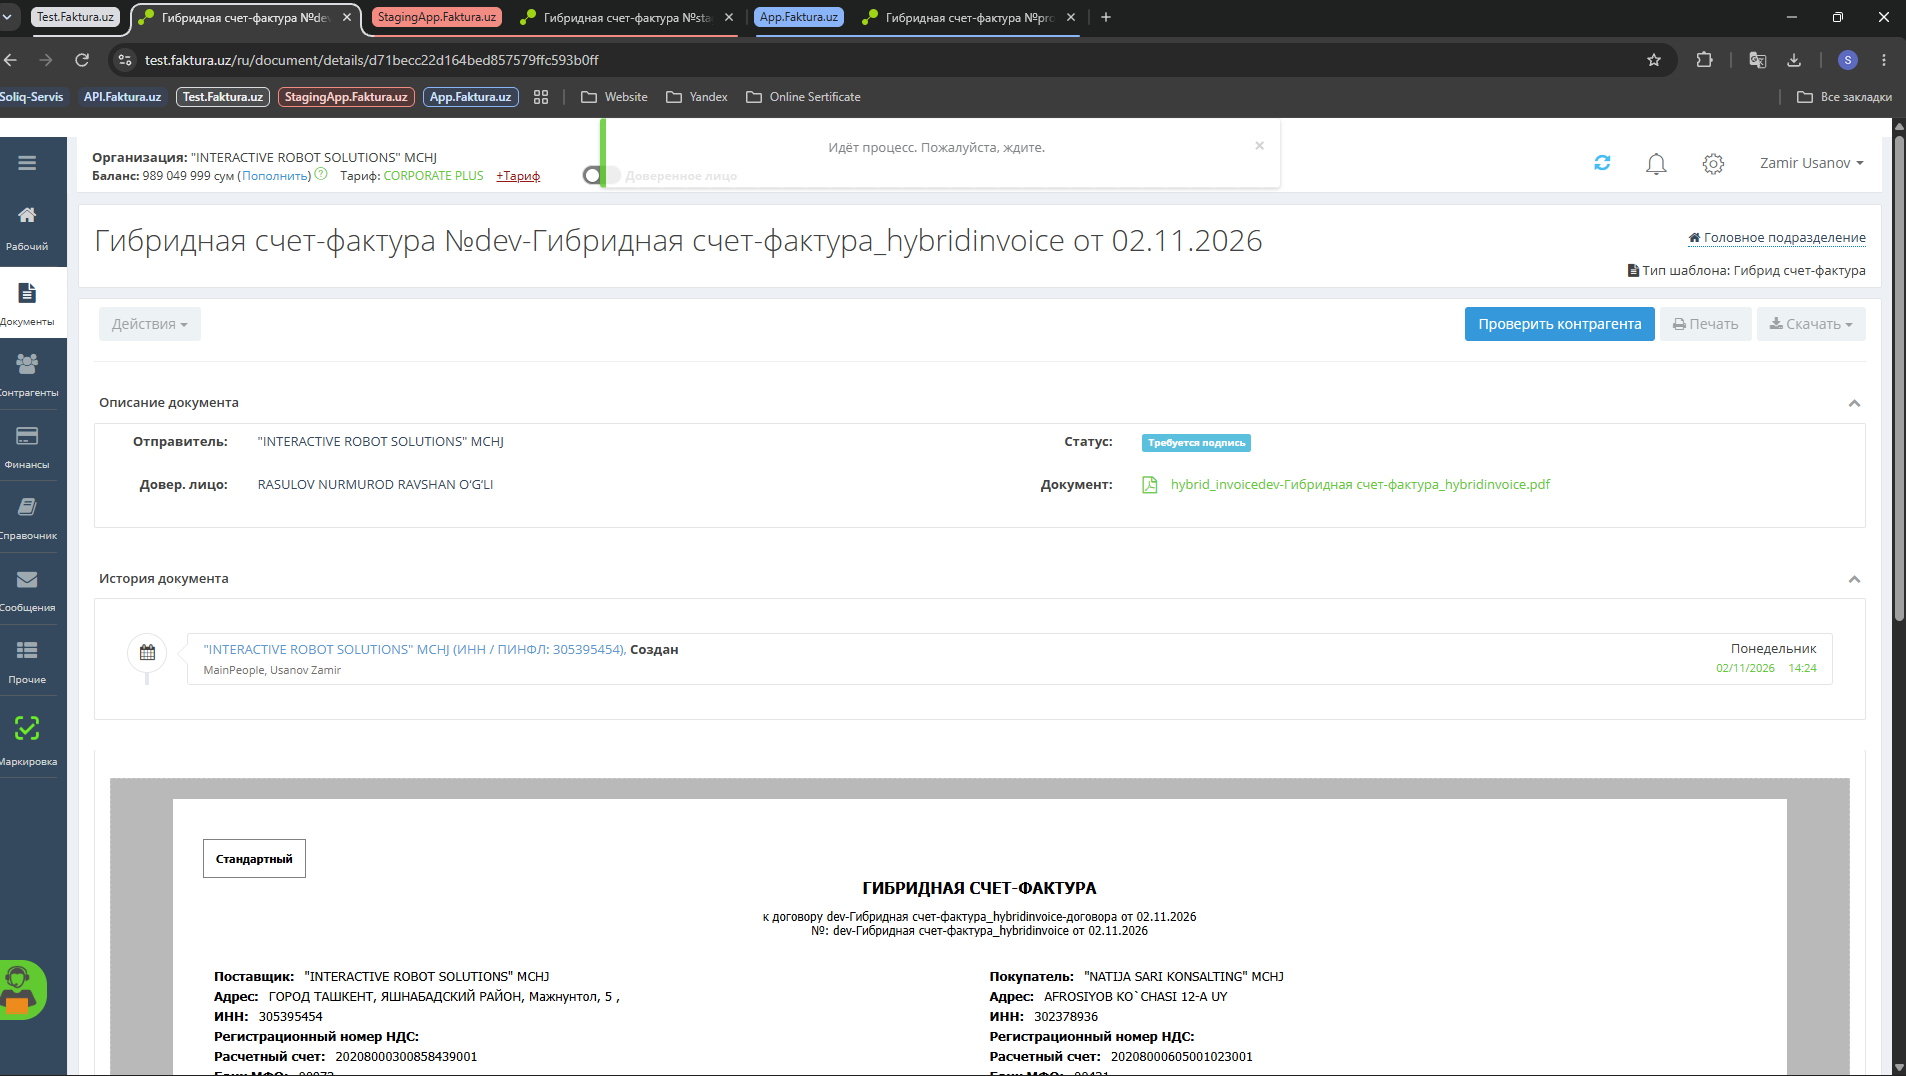 Test.Faktura.uz
Гибридная счет-фактура №dev
StagingApp.Faktura.uz
Гибридная счет-фактура №sta
App.Faktura.uz
Гибридная счет-фактура №pro
test.faktura.uz/ru/document/details/d71becc22d164bed857579ffc593b0ff
S
Soliq-Servis
API.Faktura.uz
Test.Faktura.uz
StagingApp.Faktura.uz
App.Faktura.uz
Website
Yandex
Online Sertificate
Все закладки
Организация: "INTERACTIVE ROBOT SOLUTIONS" MCHJ
Баланс: 989 049 999 сум (Пополнить) ? Тариф: CORPORATE PLUS +Тариф
Доверенное лицо
Идёт процесс. Пожалуйста, ждите.
×
Zamir Usanov
Рабочий
Документы
Контрагенты
Финансы
Справочник
Сообщения
Прочие
Маркировка
Гибридная счет-фактура №dev-Гибридная счет-фактура_hybridinvoice от 02.11.2026
Головное подразделение
Тип шаблона: Гибрид счет-фактура
Действия
Проверить контрагента
Печать
Скачать
Описание документа
Отправитель: "INTERACTIVE ROBOT SOLUTIONS" MCHJ
Статус: Требуется подпись
Довер. лицо: RASULOV NURMUROD RAVSHAN O‘G‘LI
Документ: hybrid_invoicedev-Гибридная счет-фактура_hybridinvoice.pdf
История документа
"INTERACTIVE ROBOT SOLUTIONS" MCHJ (ИНН / ПИНФЛ: 305395454), Создан
MainPeople, Usanov Zamir
Понедельник
02/11/2026 14:24
Стандартный
ГИБРИДНАЯ СЧЕТ-ФАКТУРА
к договору dev-Гибридная счет-фактура_hybridinvoice-договора от 02.11.2026
№: dev-Гибридная счет-фактура_hybridinvoice от 02.11.2026
Поставщик: "INTERACTIVE ROBOT SOLUTIONS" MCHJ
Адрес: ГОРОД ТАШКЕНТ, ЯШНАБАДСКИЙ РАЙОН, Мажнунтол, 5 ,
ИНН: 305395454
Регистрационный номер НДС:
Расчетный счет: 20208000300858439001
Покупатель: "NATIJA SARI KONSALTING" MCHJ
Адрес: AFROSIYOB KO`CHASI 12-A UY
ИНН: 302378936
Регистрационный номер НДС:
Расчетный счет: 20208000605001023001